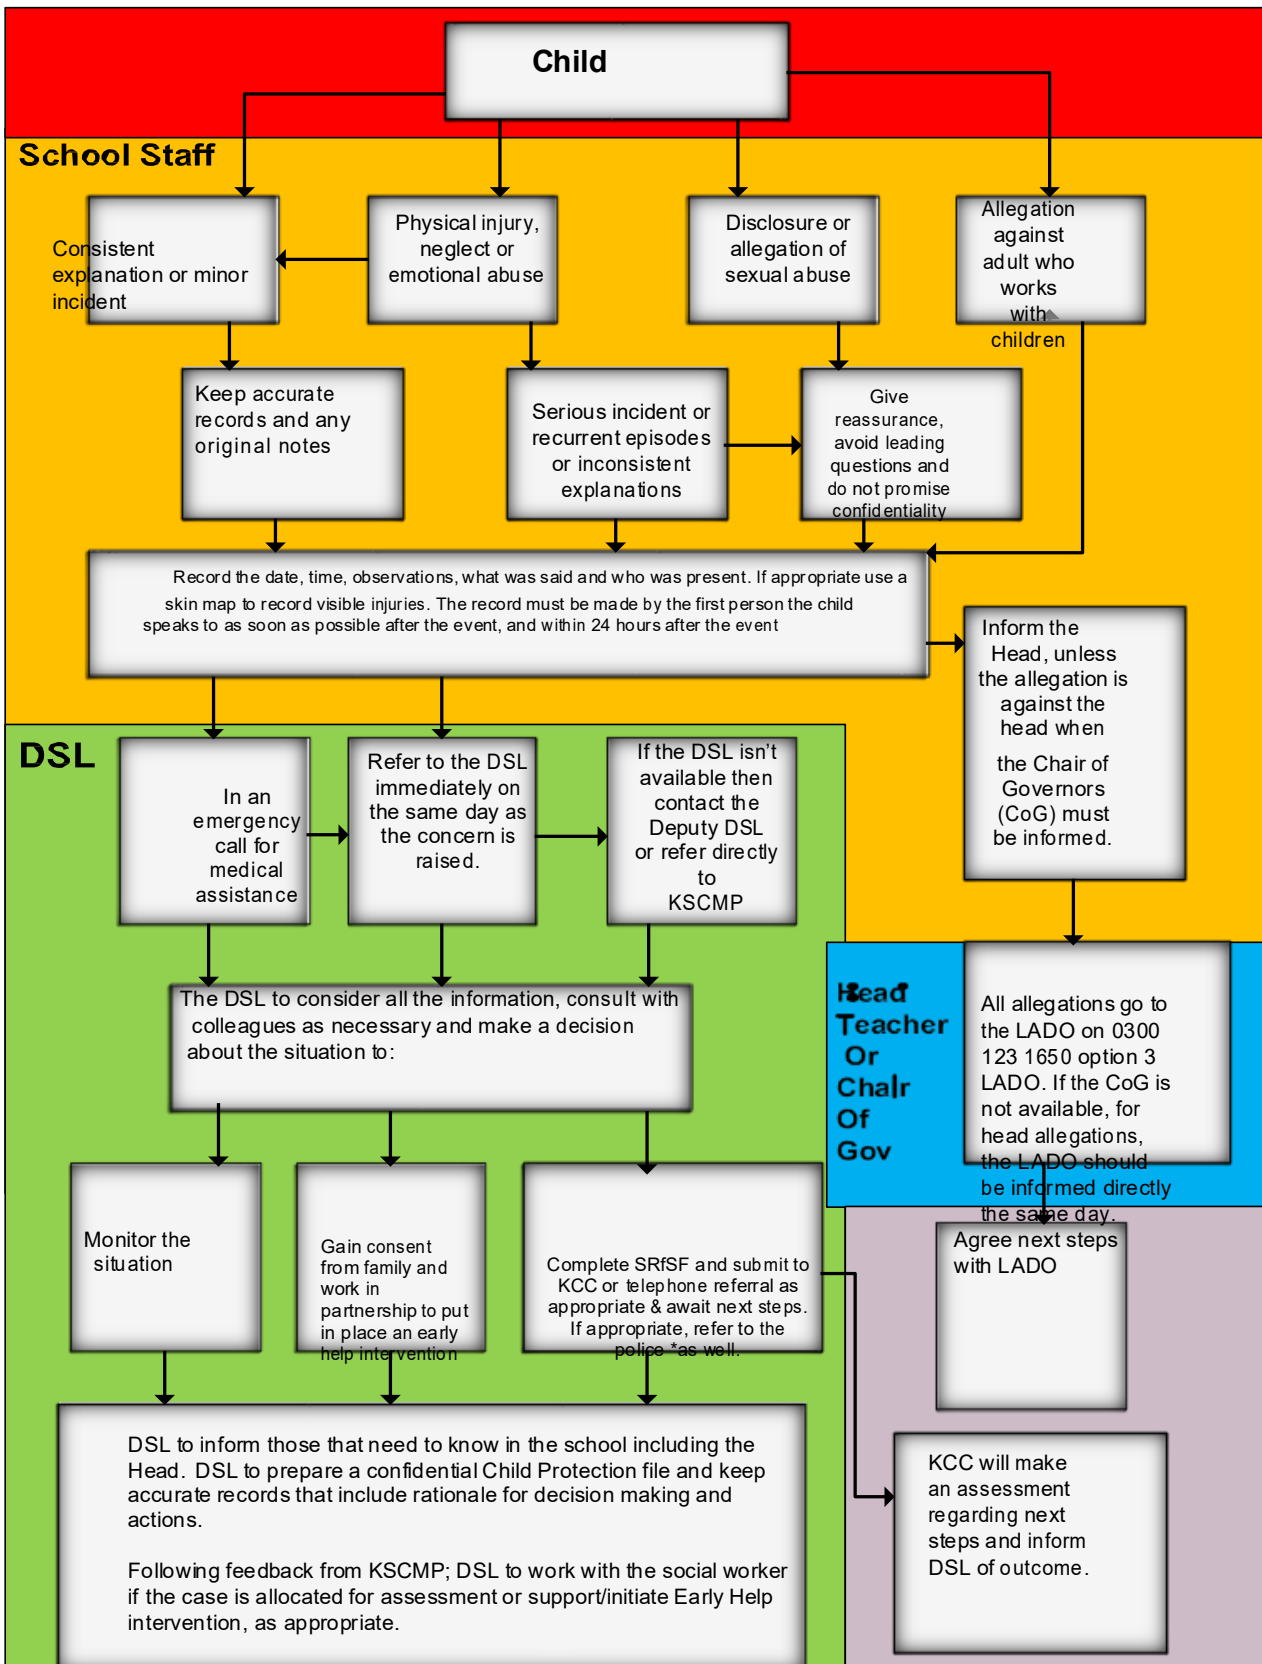 Child
School Staff
Consistent
explanation or minor
incident
Physical injury,
neglect or
emotional abuse
Disclosure or
allegation of
sexual abuse
Allegation
against
adult who
works
with
children
Keep accurate
records and any
original notes
Serious incident or
recurrent episodes
or inconsistent
explanations
Give
reassurance,
avoid leading
questions and
do not promise
confidentiality
Record the date, time, observations, what was said and who was present. If appropriate use a
skin map to record visible injuries. The record must be made by the first person the child
speaks to as soon as possible after the event, and within 24 hours after the event
Inform the
Head, unless
the allegation is
against the
head when
the Chair of
Governors
(CoG) must
be informed.
DSL
In an
emergency
call for
medical
assistance
Refer to the DSL
immediately on
the same day as
the concern is
raised.
If the DSL isn't
available then
contact the
Deputy DSL
or refer directly
to
KSCMP
The DSL to consider all the information, consult with
colleagues as necessary and make a decision
about the situation to:
Head
Teacher
Or
Chair
Of
Gov
All allegations go to
the LADO on 0300
123 1650 option 3
LADO. If the CoG is
not available, for
head allegations,
the LADO should
be informed directly
the same day.
Monitor the
situation
Gain consent
from family and
work in
partnership to put
in place an early
help intervention
Complete SRfSF and submit to
KCC or telephone referral as
appropriate & await next steps.
If appropriate, refer to the
police *as well.
Agree next steps
with LADO
DSL to inform those that need to know in the school including the
Head. DSL to prepare a confidential Child Protection file and keep
accurate records that include rationale for decision making and
actions.
Following feedback from KSCMP; DSL to work with the social worker
if the case is allocated for assessment or support/initiate Early Help
intervention, as appropriate.
KCC will make
an assessment
regarding next
steps and inform
DSL of outcome.